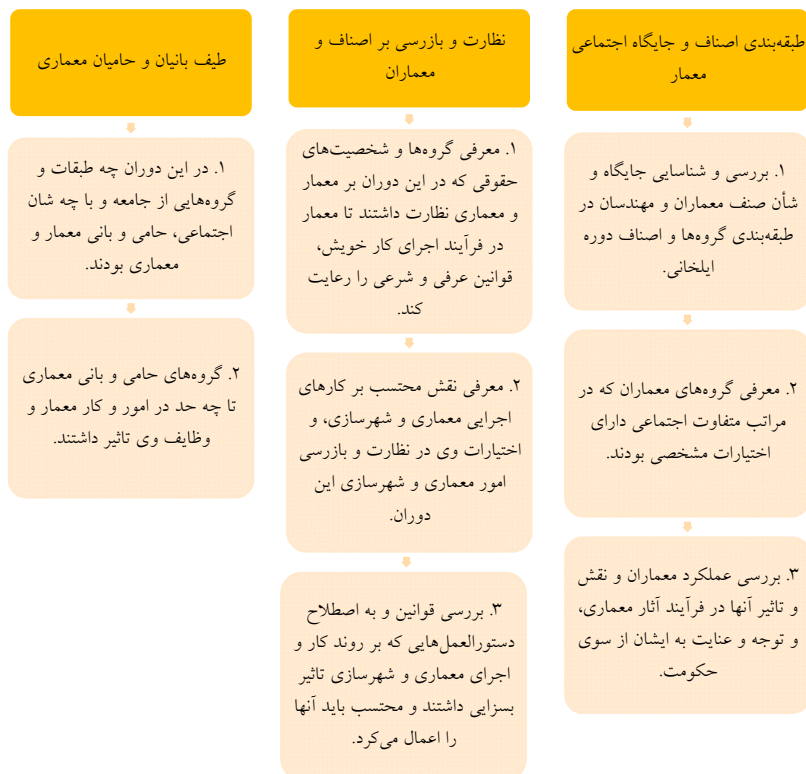 طبقه‌بندی اصناف و جایگاه اجتماعی
معمار
۱. بررسی و شناسایی جایگاه و
شأن صنف معماران و مهندسان در
طبقه‌بندی گروه‌ها و اصناف دوره
ایلخانی.
۲. معرفی گروه‌های معماران که در
مراتب متفاوت اجتماعی دارای
اختیارات مشخصی بودند.
۳. بررسی عملکرد معماران و نقش
و تاثیر آنها در فرآیند آثار معماری،
و توجه و عنایت به ایشان از سوی
حکومت.
نظارت و بازرسی بر اصناف و
معماران
۱. معرفی گروه‌ها و شخصیت‌های
حقوقی که در این دوران بر معمار
و معماری نظارت داشتند تا معمار
در فرآیند اجرای کار خویش،
قوانین عرفی و شرعی را رعایت
کند.
۲. معرفی نقش محتسب بر کارهای
اجرایی معماری و شهرسازی، و
اختیارات وی در نظارت و بازرسی
امور معماری و شهرسازی این
دوران.
۳. بررسی قوانین و به اصطلاح
دستورالعمل‌هایی که بر روند کار و
اجرای معماری و شهرسازی تاثیر
بسزایی داشتند و محتسب باید آنها
را اعمال می‌کرد.
طیف بانیان و حامیان معماری
۱. در این دوران چه طبقات و
گروه‌هایی از جامعه و با چه شان
اجتماعی، حامی و بانی معمار و
معماری بودند.
۲. گروه‌های حامی و بانی معماری
تا چه حد در امور و کار معمار و
وظایف وی تاثیر داشتند.